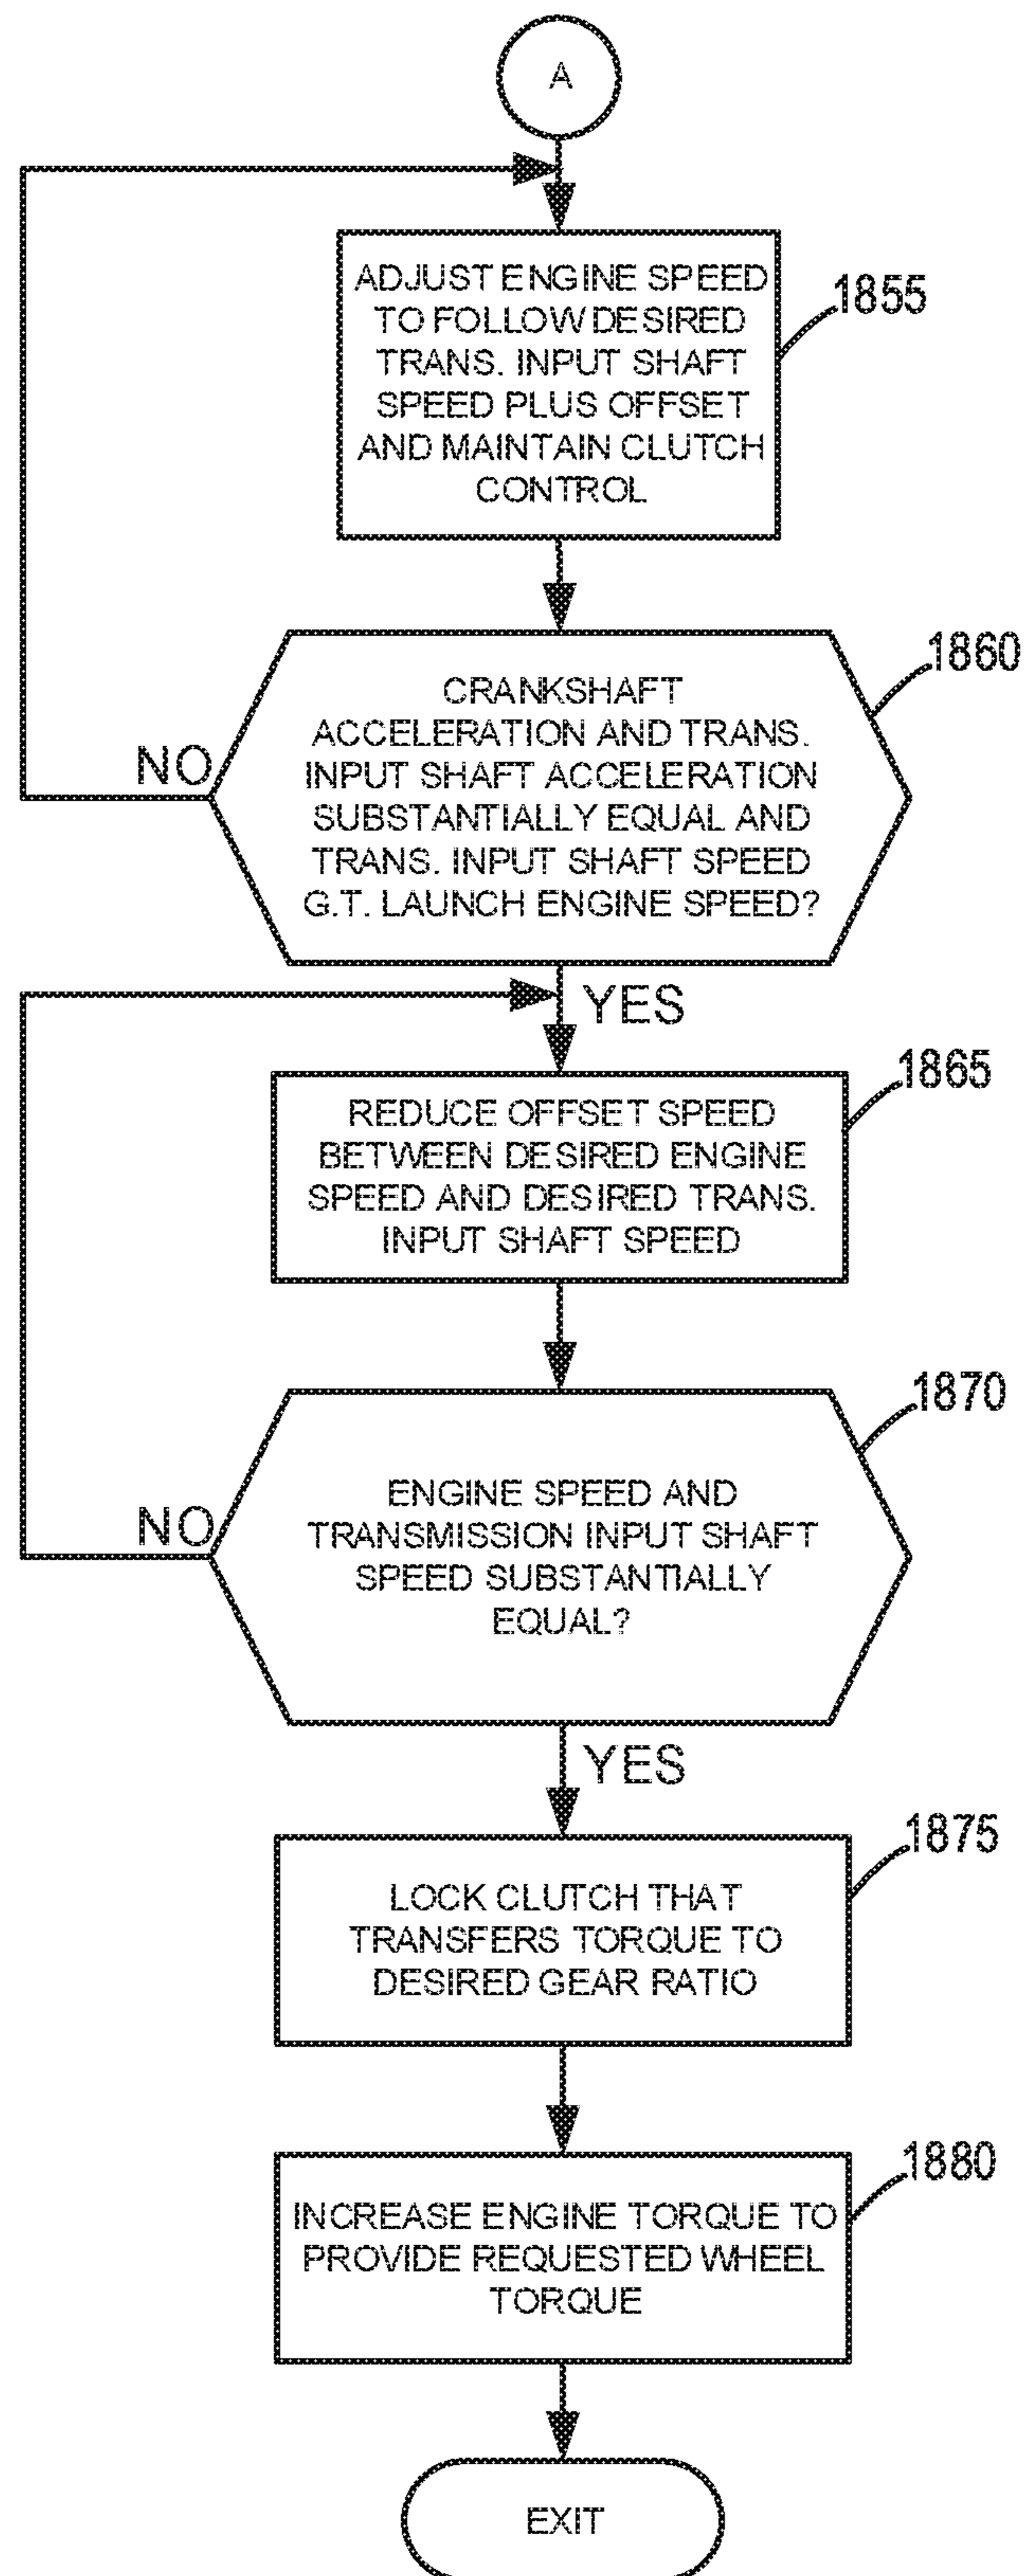 A
ADJUST ENGINE SPEED
TO FOLLOW DESIRED
TRANS. INPUT SHAFT
SPEED PLUS OFFSET
AND MAINTAIN CLUTCH
CONTROL
1855
CRANKSHAFT
ACCELERATION AND TRANS.
INPUT SHAFT ACCELERATION
SUBSTANTIALLY EQUAL AND
TRANS. INPUT SHAFT SPEED
G.T. LAUNCH ENGINE SPEED?
1860
NO
YES
REDUCE OFFSET SPEED
BETWEEN DESIRED ENGINE
SPEED AND DESIRED TRANS.
INPUT SHAFT SPEED
1865
ENGINE SPEED AND
TRANSMISSION INPUT SHAFT
SPEED SUBSTANTIALLY
EQUAL?
1870
NO
YES
LOCK CLUTCH THAT
TRANSFERS TORQUE TO
DESIRED GEAR RATIO
1875
INCREASE ENGINE TORQUE TO
PROVIDE REQUESTED WHEEL
TORQUE
1880
EXIT